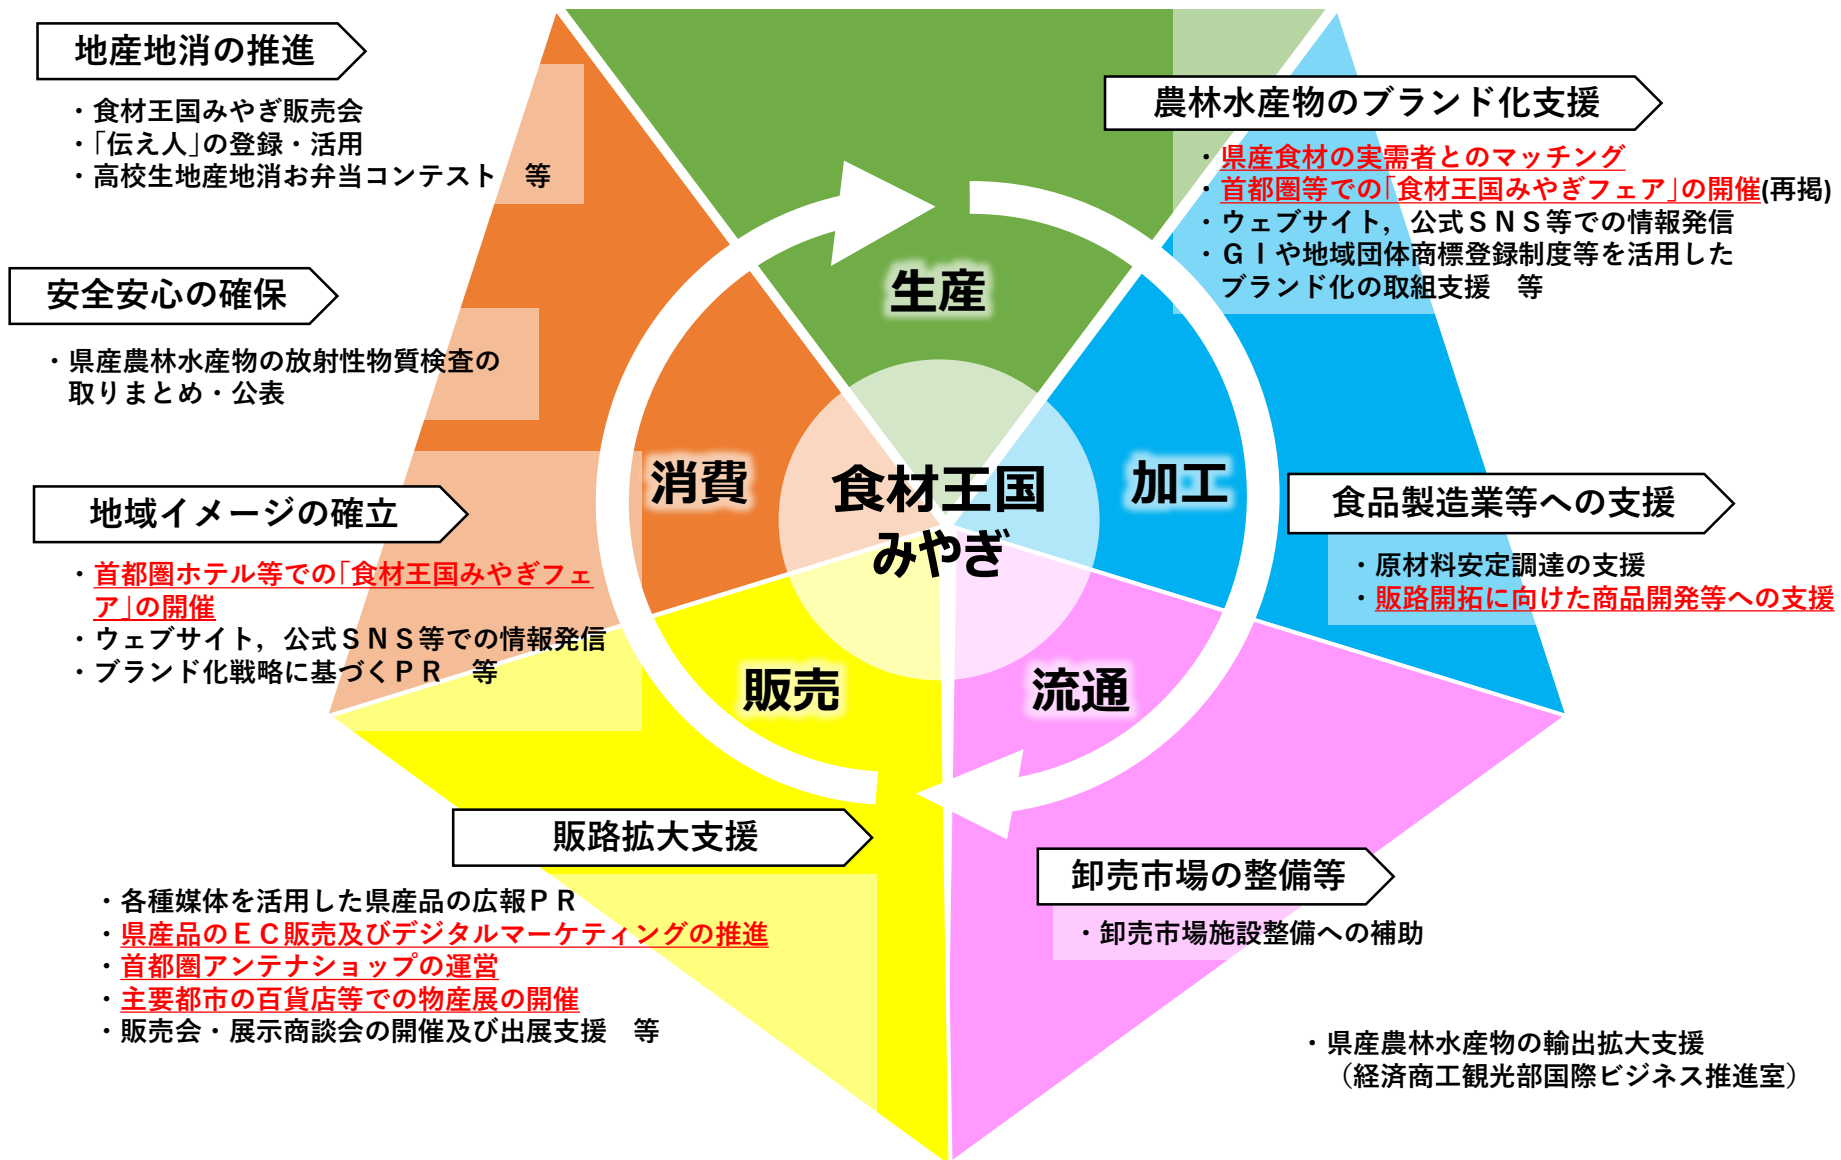 地産地消の推進
・食材王国みやぎ販売会
・｢伝え人｣の登録・活用
・高校生地産地消お弁当コンテスト　等
農林水産物のブランド化支援
・県産食材の実需者とのマッチング
・首都圏等での｢食材王国みやぎフェア｣の開催(再掲)
・ウェブサイト，公式ＳＮＳ等での情報発信
・ＧＩや地域団体商標登録制度等を活用した
ブランド化の取組支援　等
安全安心の確保
・県産農林水産物の放射性物質検査の
取りまとめ・公表
生産
消費
加工
食材王国
みやぎ
販売
流通
地域イメージの確立
・首都圏ホテル等での｢食材王国みやぎフェ
ア｣の開催
・ウェブサイト，公式ＳＮＳ等での情報発信
・ブランド化戦略に基づくＰＲ　等
食品製造業等への支援
・原材料安定調達の支援
・販路開拓に向けた商品開発等への支援
販路拡大支援
・各種媒体を活用した県産品の広報ＰＲ
・県産品のＥＣ販売及びデジタルマーケティングの推進
・首都圏アンテナショップの運営
・主要都市の百貨店等での物産展の開催
・販売会・展示商談会の開催及び出展支援　等
卸売市場の整備等
・卸売市場施設整備への補助
・県産農林水産物の輸出拡大支援
（経済商工観光部国際ビジネス推進室）